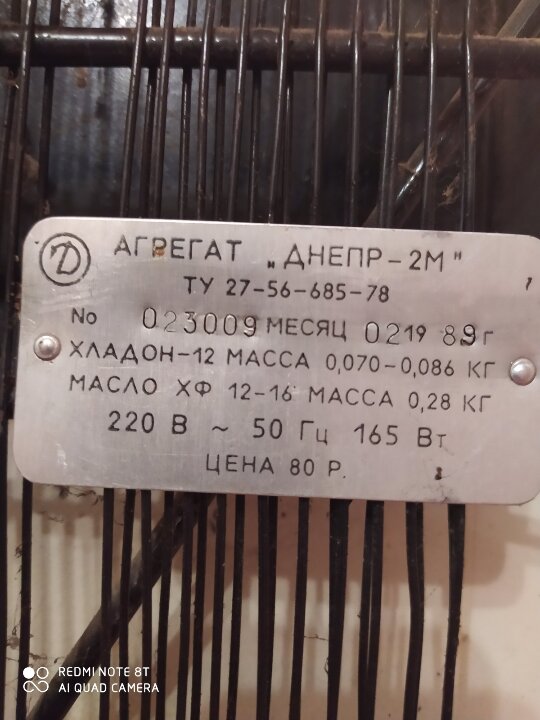 Д АГРЕГАТ „ДНЕПР-2М"
ТУ 27-56-685-78
No 023009 МЕСЯЦ 02 1989г
ХЛАДОН-12 МАССА 0,070-0,086 КГ
МАСЛО ХФ 12-16 МАССА 0,28 КГ
220 В ~ 50 Гц 165 Вт
ЦЕНА 80 Р.
REDMI NOTE 8T
AI QUAD CAMERA